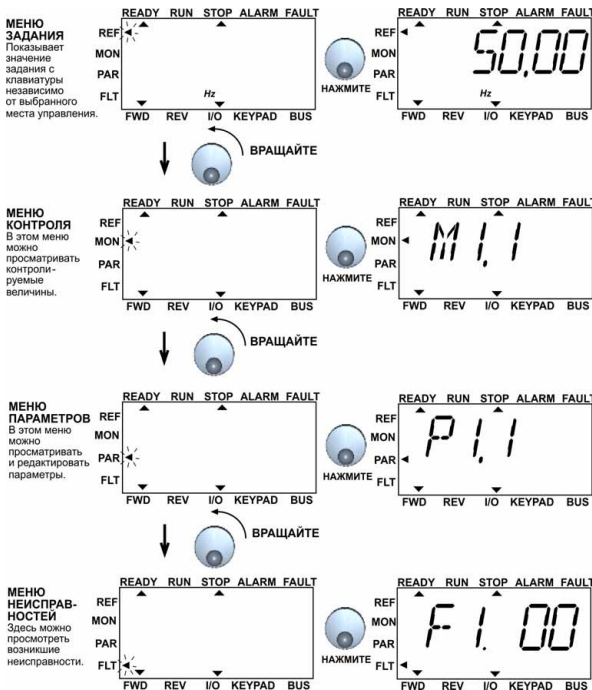 МЕНЮ
ЗАДАНИЯ
Показывает
значение
задания с
клавиатуры
независимо
от выбранного
места управления.
READY RUN STOP ALARM FAULT
REF
MON
PAR
FLT
Hz
FWD REV I/O KEYPAD BUS
НАЖМИТЕ
READY RUN STOP ALARM FAULT
REF
MON
PAR
FLT
50,00
Hz
FWD REV I/O KEYPAD BUS
ВРАЩАЙТЕ
МЕНЮ
КОНТРОЛЯ
В этом меню
можно
просматривать
контроли-
руемые
величины.
READY RUN STOP ALARM FAULT
REF
MON
PAR
FLT
FWD REV I/O KEYPAD BUS
НАЖМИТЕ
READY RUN STOP ALARM FAULT
REF
MON
PAR
FLT
M1,1
FWD REV I/O KEYPAD BUS
ВРАЩАЙТЕ
МЕНЮ
ПАРАМЕТРОВ
В этом меню
можно
просматривать
и редактировать
параметры.
READY RUN STOP ALARM FAULT
REF
MON
PAR
FLT
FWD REV I/O KEYPAD BUS
НАЖМИТЕ
READY RUN STOP ALARM FAULT
REF
MON
PAR
FLT
P1,1
FWD REV I/O KEYPAD BUS
ВРАЩАЙТЕ
МЕНЮ
НЕИСПРАВ-
НОСТЕЙ
Здесь можно
просмотреть
возникшие
неисправности.
READY RUN STOP ALARM FAULT
REF
MON
PAR
FLT
FWD REV I/O KEYPAD BUS
НАЖМИТЕ
READY RUN STOP ALARM FAULT
REF
MON
PAR
FLT
F1. 00
FWD REV I/O KEYPAD BUS